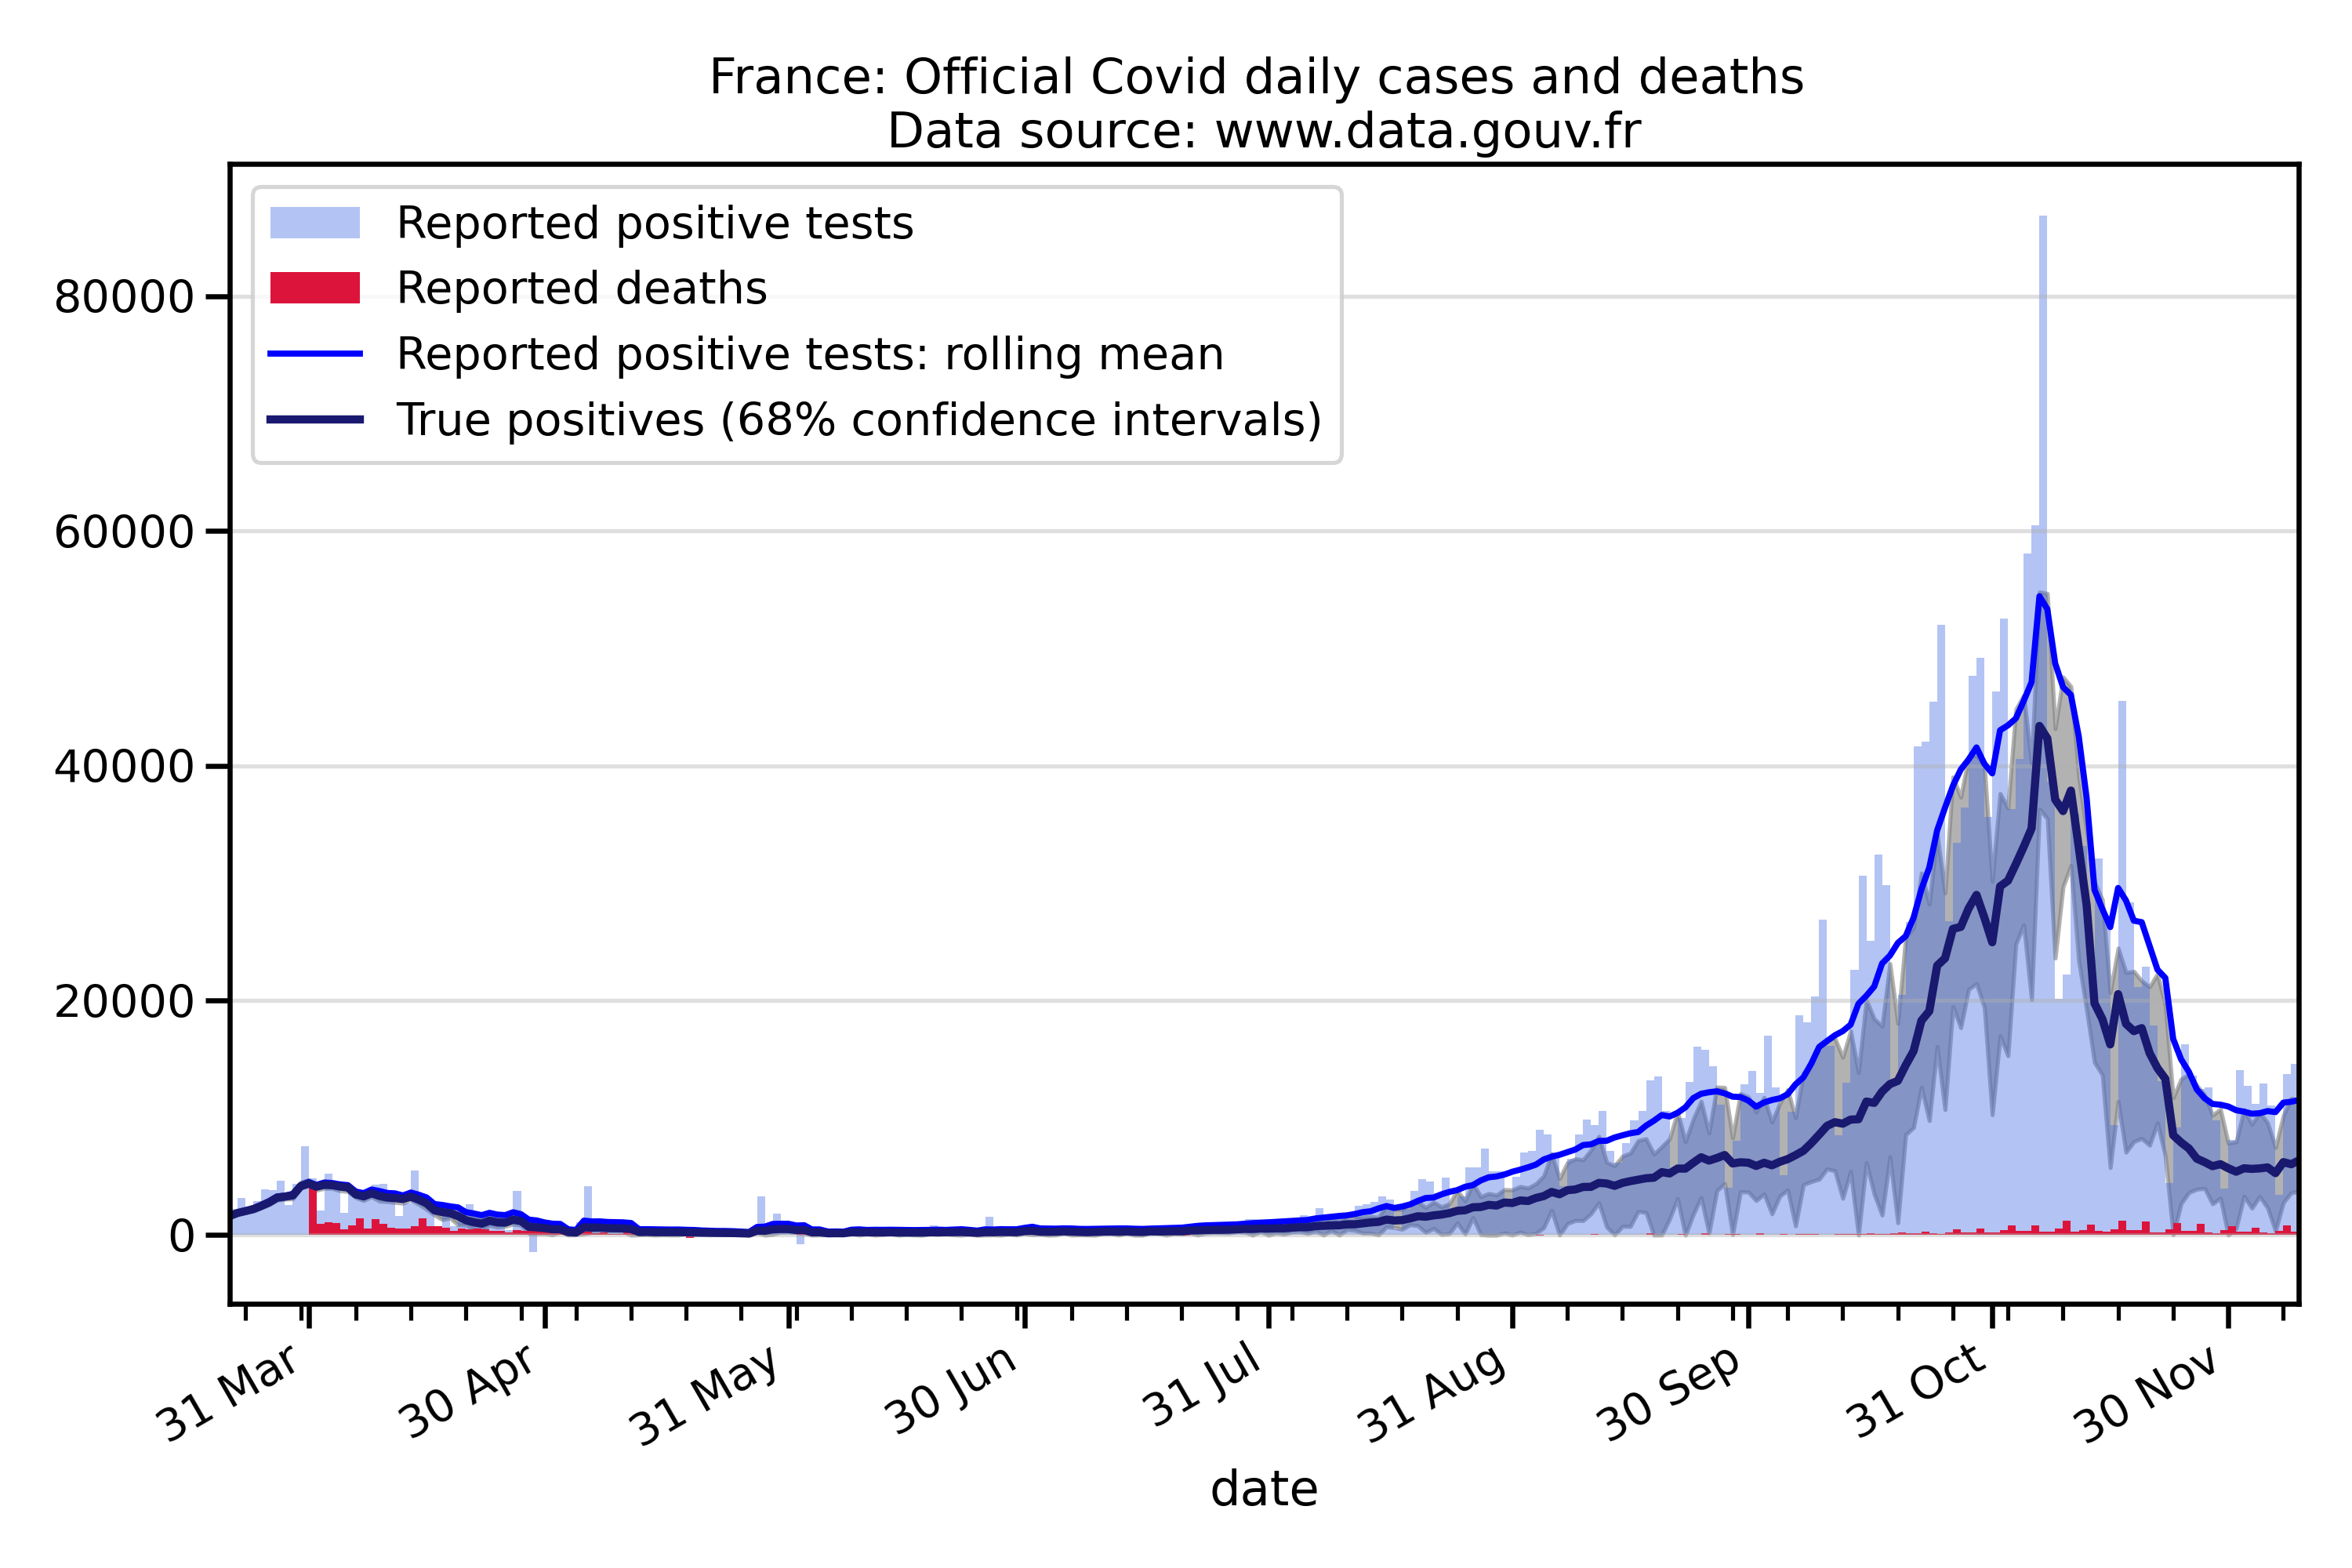 France: Official Covid daily cases and deaths
Data source: www.data.gouv.fr
Reported positive tests
Reported deaths
Reported positive tests: rolling mean
True positives (68% confidence intervals)
80000
60000
40000
20000
0
31 Mar
30 Apr
31 May
30 Jun
31 Jul
31 Aug
30 Sep
31 Oct
30 Nov
date